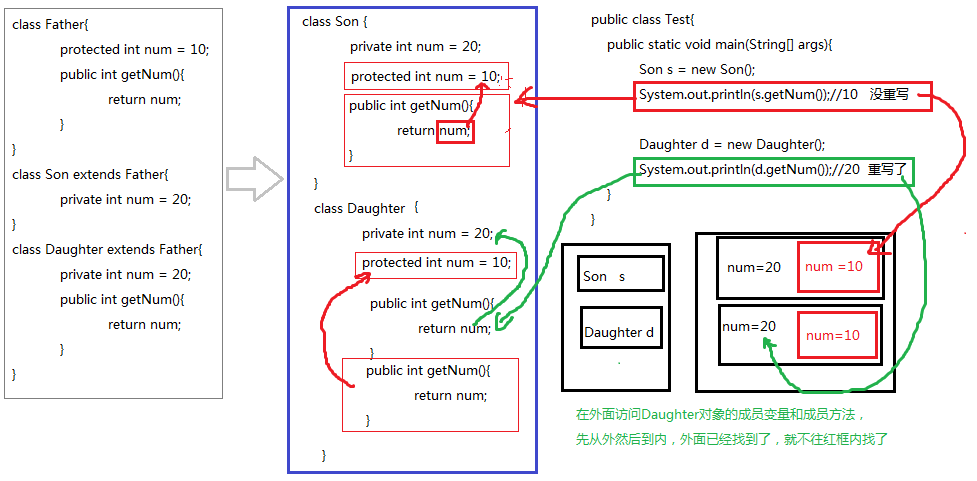 class Father{
protected int num = 10;
public int getNum(){
return num;
}
}
class Son extends Father{
private int num = 20;
}
class Daughter extends Father{
private int num = 20;
public int getNum(){
return num;
}
}
class Son {
private int num = 20;
protected int num = 10;
public int getNum(){
return num;
}
}
class Daughter {
private int num = 20;
protected int num = 10;
public int getNum(){
return num;
}
public int getNum(){
return num;
}
}
public class Test{
public static void main(String[] args){
Son s = new Son();
System.out.println(s.getNum());//10 没重写
Daughter d = new Daughter();
System.out.println(d.getNum());//20 重写了
}
}
Son s
Daughter d
num=20
num =10
num=20
num=10
在外面访问Daughter对象的成员变量和成员方法，
先从外然后到内，外面已经找到了，就不往红框内找了